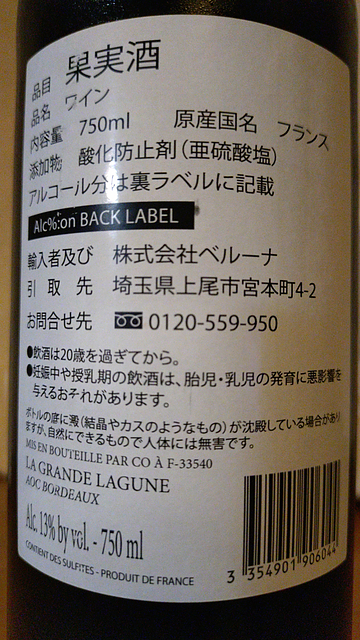 品目 果実酒
品名 ワイン
内容量 750ml 原産国名 フランス
添加物 酸化防止剤(亜硫酸塩)
アルコール分は裏ラベルに記載
Alc%:on BACK LABEL
輸入者及び 株式会社ベルーナ
引取先 埼玉県上尾市宮本町4-2
お問合せ先 0120-559-950
●飲酒は20歳を過ぎてから。
●妊娠中や授乳期の飲酒は、胎児・乳児の発育に悪影響を
与えるおそれがあります。
ボトルの底に澱(結晶やカスのようなもの)が沈殿している場合があり
ますが、自然にできるもので人体には無害です。
MIS EN BOUTEILLE PAR CO À F-33540
LA GRANDE LAGUNE
AOC BORDEAUX
Alc. 13% by vol. - 750 ml
CONTIENT DES SULFITES - PRODUIT DE FRANCE
3 354901 906044